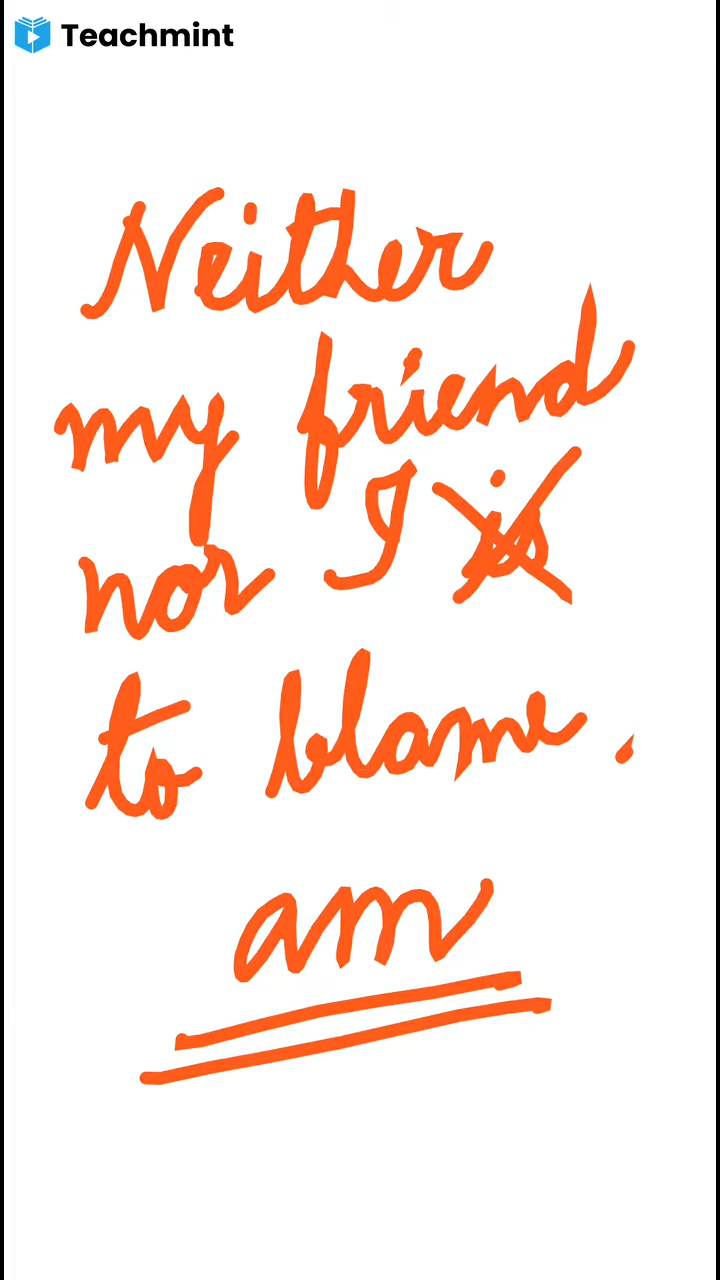 Teachmint
Neither
my friend
nor I is
to blame.
am